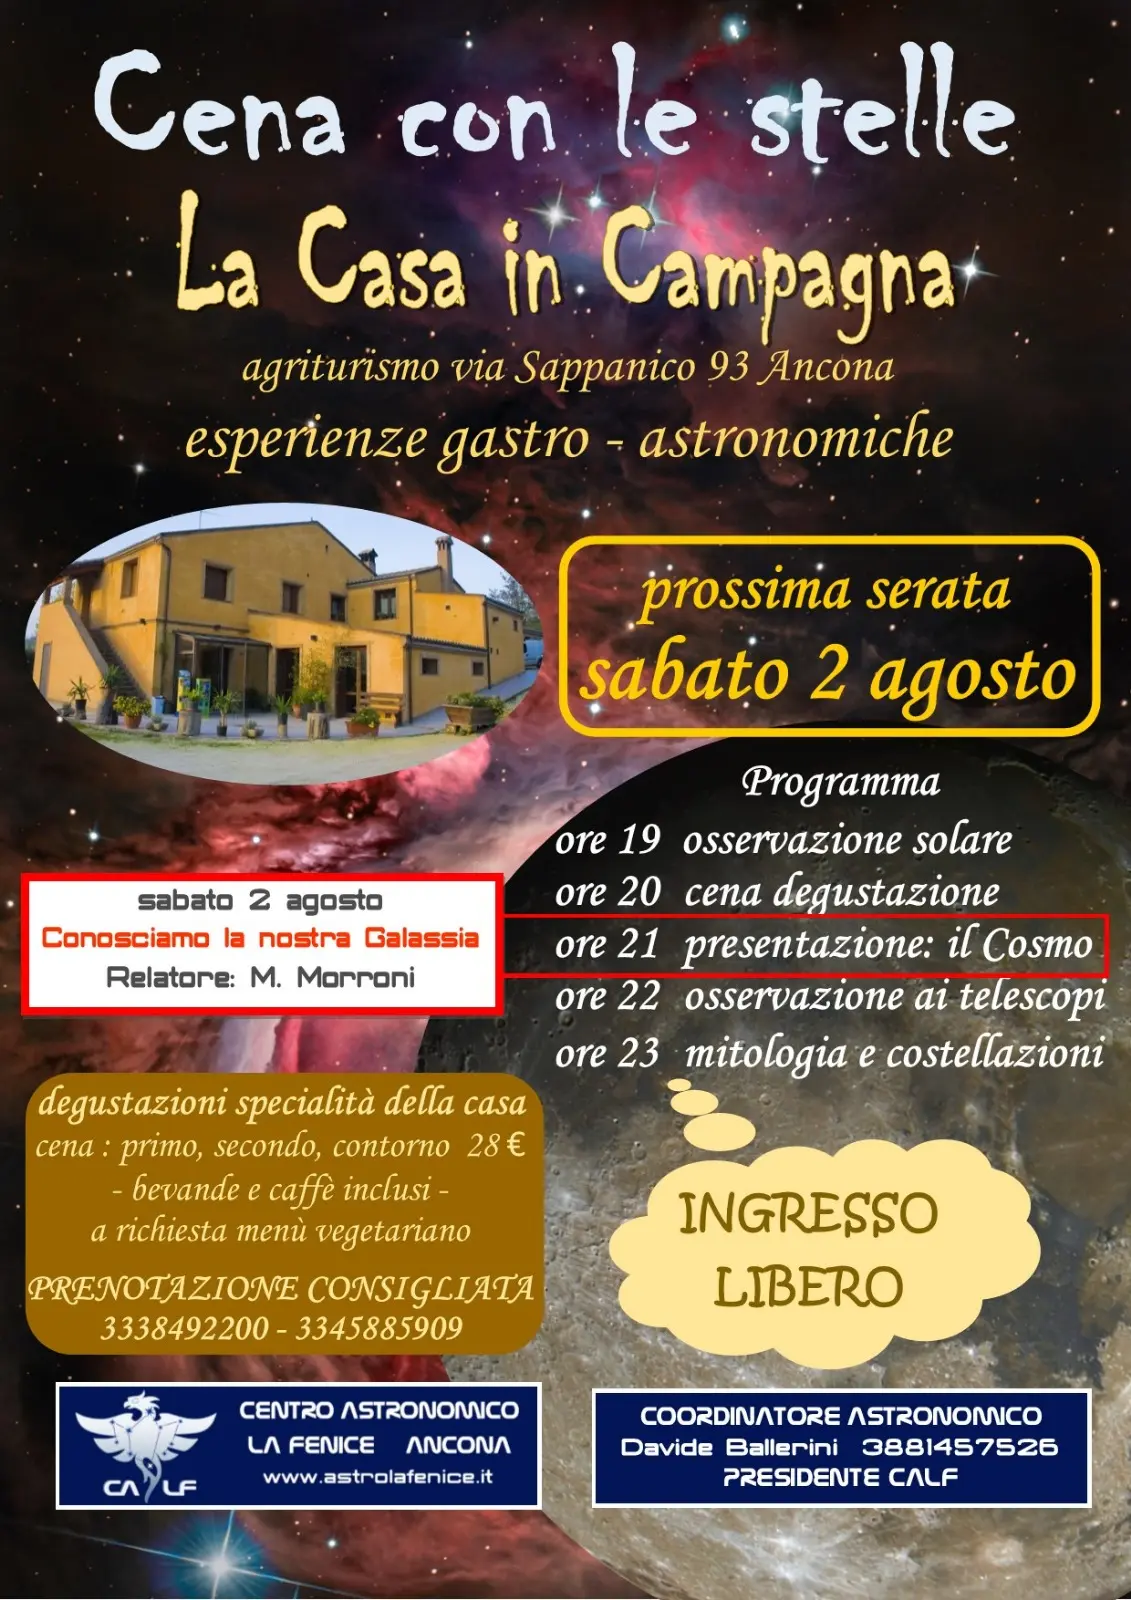 Cena con le stelle
La Casa in Campagna
agriturismo via Sappanico 93 Ancona
esperienze gastro - astronomiche
prossima serata
sabato 2 agosto
Programma
ore 19 osservazione solare
ore 20 cena degustazione
ore 21 presentazione: il Cosmo
ore 22 osservazione ai telescopi
ore 23 mitologia e costellazioni
sabato 2 agosto
Conosciamo la nostra Galassia
Relatore: M. Morroni
degustazioni specialità della casa
cena : primo, secondo, contorno 28 €
- bevande e caffè inclusi -
a richiesta menù vegetariano
PRENOTAZIONE CONSIGLIATA
3338492200 - 3345885909
INGRESSO
LIBERO
CENTRO ASTRONOMICO
LA FENICE ANCONA
www.astrolafenice.it
CALF
COORDINATORE ASTRONOMICO
Davide Ballerini 3881457526
PRESIDENTE CALF